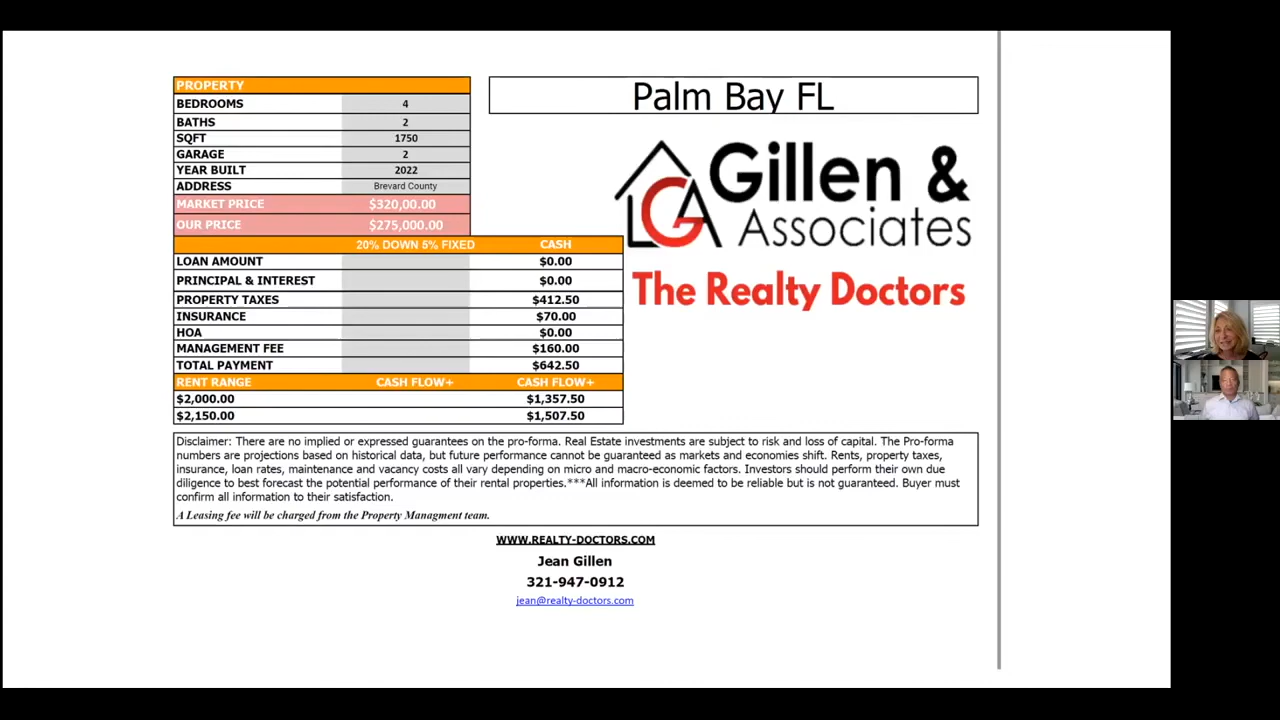 Palm Bay FL
PROPERTY
BEDROOMS 4
BATHS 2
SQFT 1750
GARAGE 2
YEAR BUILT 2022
ADDRESS Brevard County
MARKET PRICE $320,00.00
OUR PRICE $275,000.00
20% DOWN 5% FIXED CASH
LOAN AMOUNT $0.00
PRINCIPAL & INTEREST $0.00
PROPERTY TAXES $412.50
INSURANCE $70.00
HOA $0.00
MANAGEMENT FEE $160.00
TOTAL PAYMENT $642.50
RENT RANGE CASH FLOW+ CASH FLOW+
$2,000.00 $1,357.50
$2,150.00 $1,507.50
GA
Gillen &
Associates
The Realty Doctors
Disclaimer: There are no implied or expressed guarantees on the pro-forma. Real Estate investments are subject to risk and loss of capital. The Pro-forma
numbers are projections based on historical data, but future performance cannot be guaranteed as markets and economies shift. Rents, property taxes,
insurance, loan rates, maintenance and vacancy costs all vary depending on micro and macro-economic factors. Investors should perform their own due
diligence to best forecast the potential performance of their rental properties.***All information is deemed to be reliable but is not guaranteed. Buyer must
confirm all information to their satisfaction.
A Leasing fee will be charged from the Property Managment team.
WWW.REALTY-DOCTORS.COM
Jean Gillen
321-947-0912
jean@realty-doctors.com